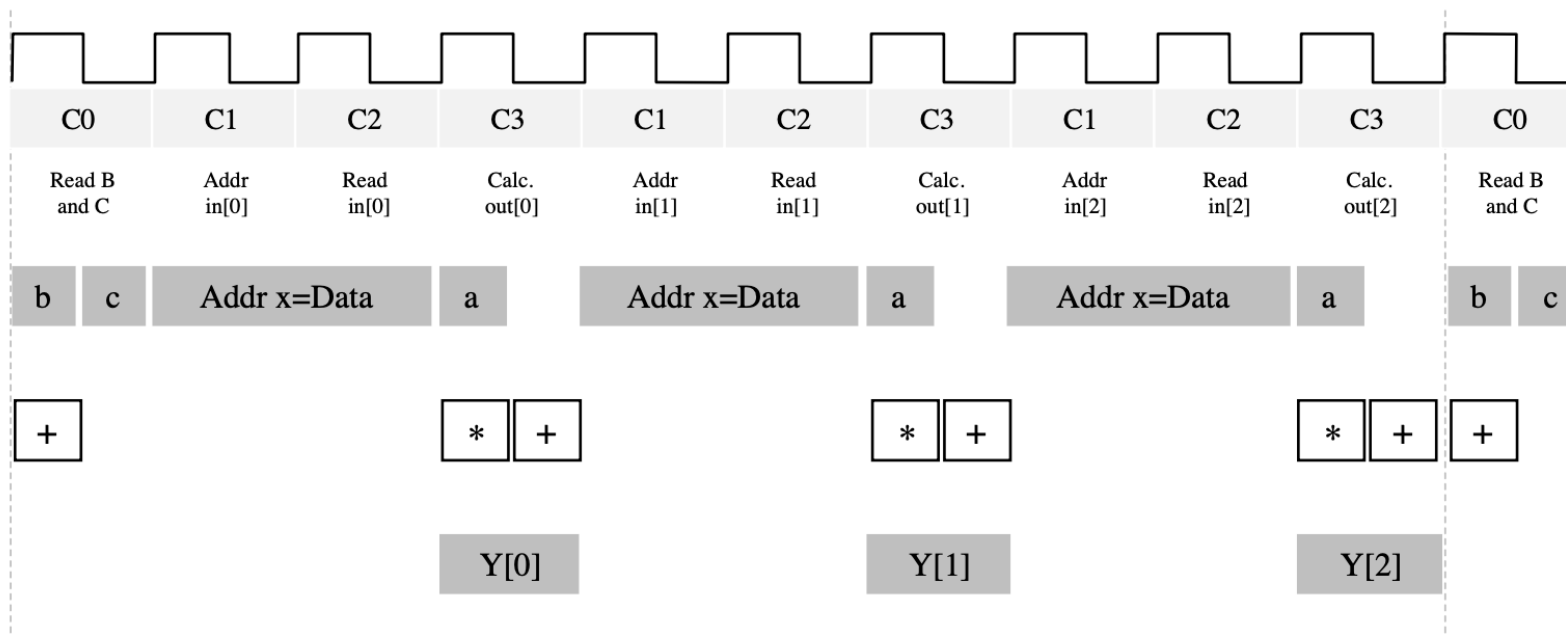 C0 C1 C2 C3 C1 C2 C3 C1 C2 C3 C0
Read B Addr Read Calc. Addr Read Calc. Addr Read Calc. Read B
and C in[0] in[0] out[0] in[1] in[1] out[1] in[2] in[2] out[2] and C
b c Addr x=Data a Addr x=Data a Addr x=Data a b c
+ * + * + * + +
Y[0] Y[1] Y[2]